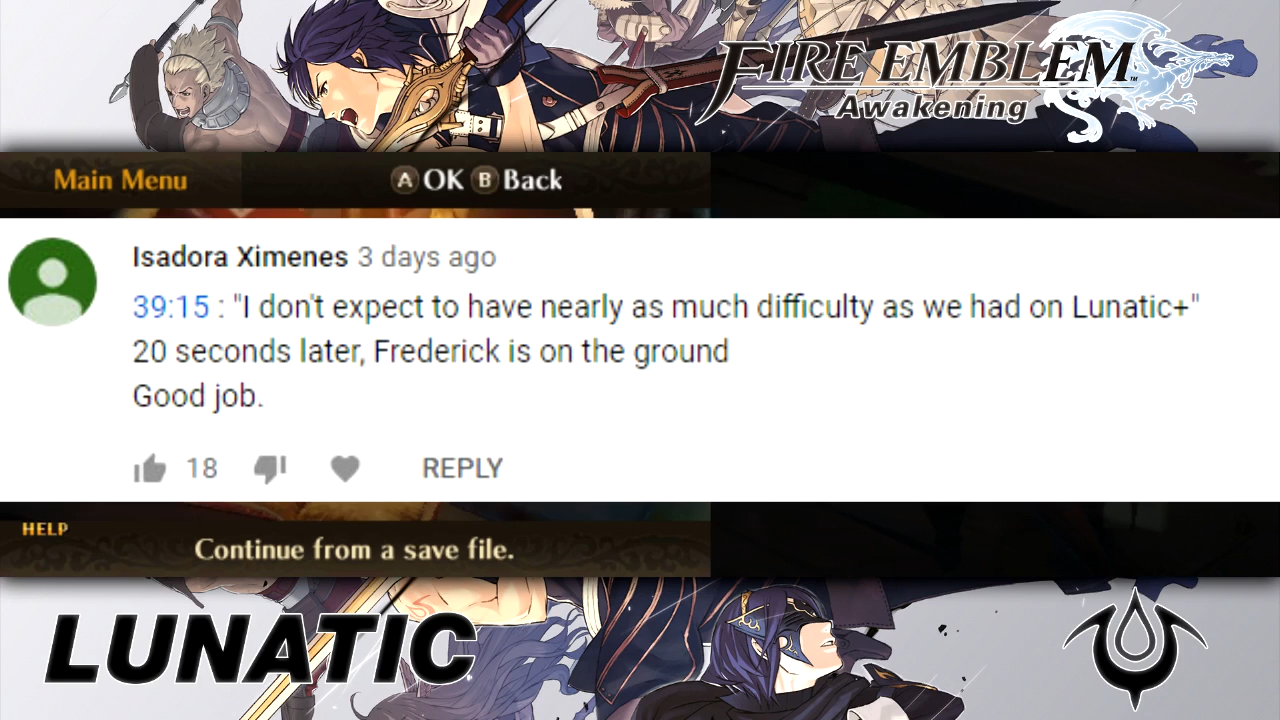 FIRE EMBLEM™
Awakening
Main Menu
A OK B Back
Isadora Ximenes 3 days ago
39:15 : "I don't expect to have nearly as much difficulty as we had on Lunatic+"
20 seconds later, Frederick is on the ground
Good job.
18 REPLY
HELP
Continue from a save file.
LUNATIC